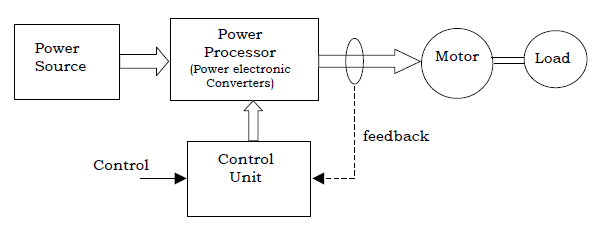 Power
Source
Power
Processor
(Power electronic
Converters)
Motor
Load
feedback
Control
Control
Unit